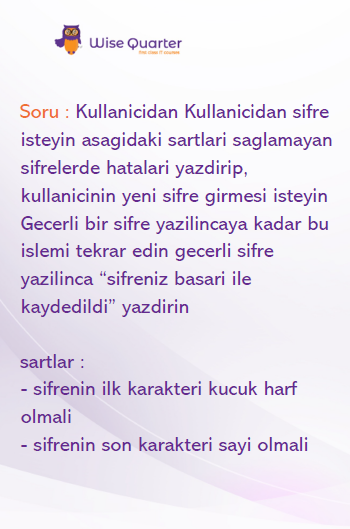 Wise Quarter
first class IT courses
Soru : Kullanicidan Kullanicidan sifre
isteyin asagidaki sartlari saglamayan
sifrelerde hatalari yazdirip,
kullanicinin yeni sifre girmesi isteyin
Gecerli bir sifre yazilincaya kadar bu
islemi tekrar edin gecerli sifre
yazilinca “sifreniz basari ile
kaydedildi” yazdirin
sartlar :
- sifrenin ilk karakteri kucuk harf
olmali
- sifrenin son karakteri sayi olmali